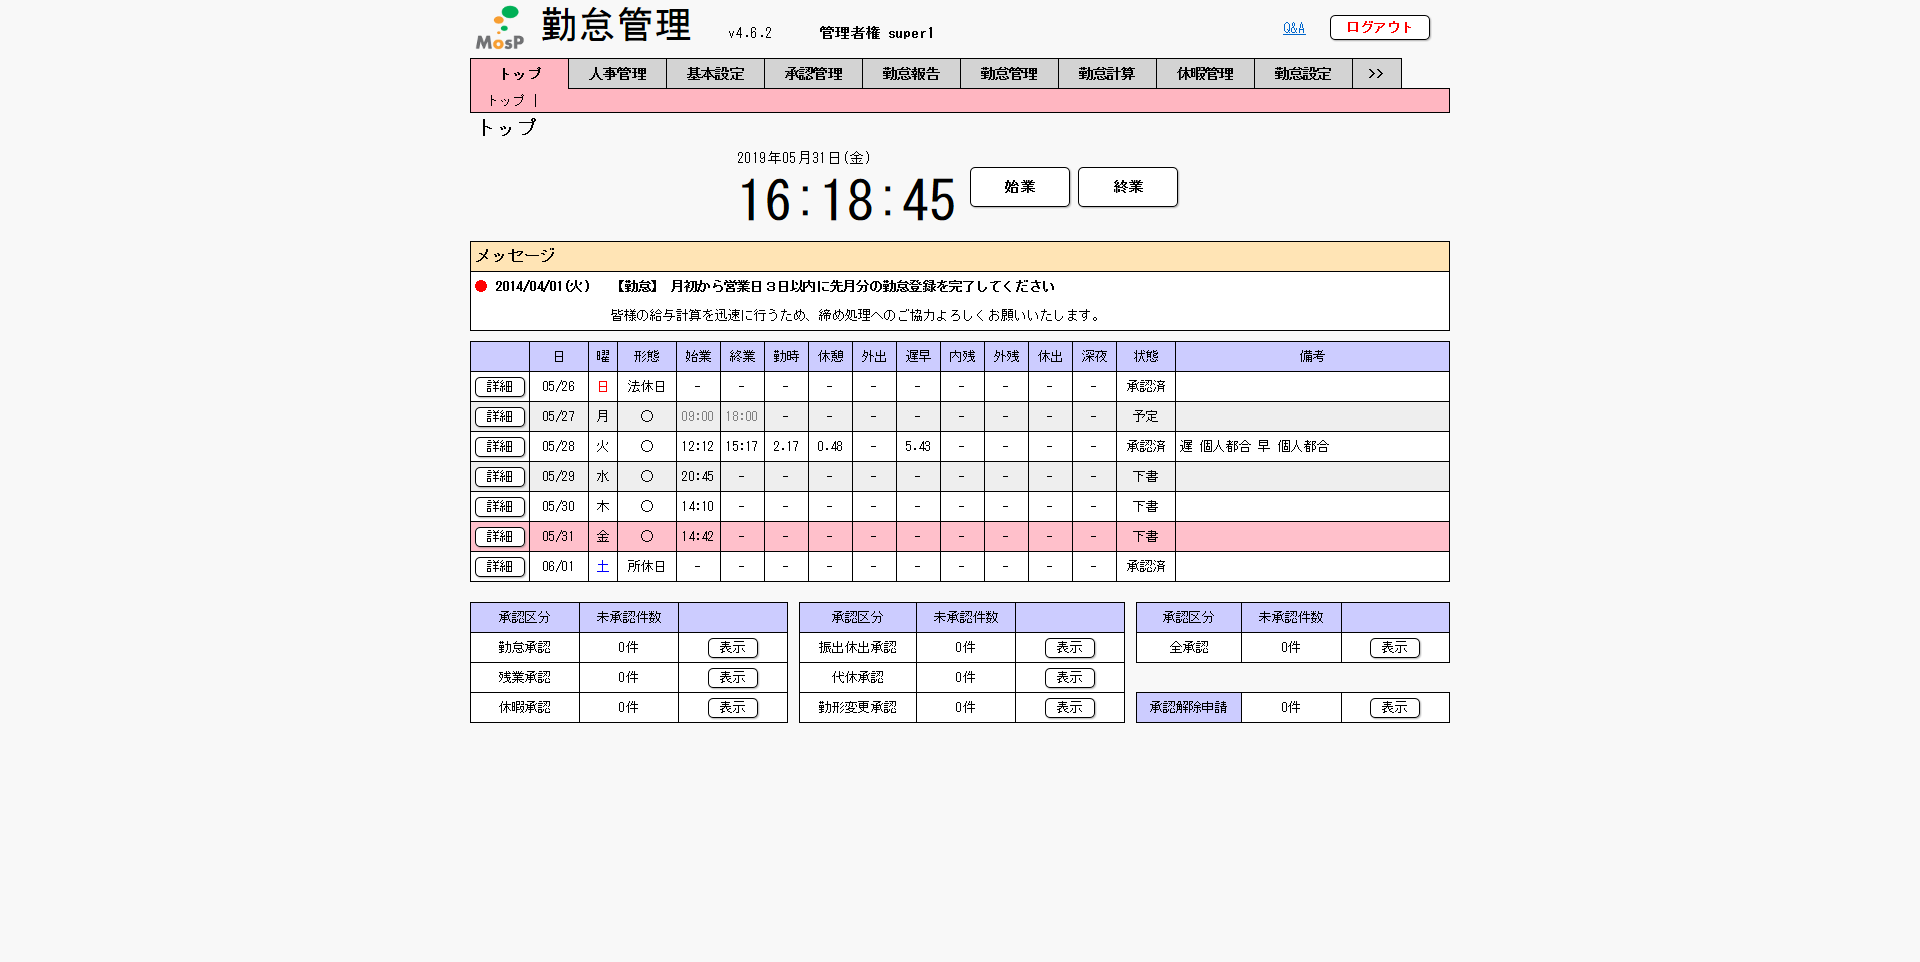 MosP 勤怠管理 v4.6.2 管理者権 super1 Q&A ログアウト
トップ 人事管理 基本設定 承認管理 勤怠報告 勤怠管理 勤怠計算 休暇管理 勤怠設定 >>
トップ |
トップ
2019年05月31日(金)
16:18:45 始業 終業
メッセージ
● 2014/04/01(火) 【勤怠】 月初から営業日３日以内に先月分の勤怠登録を完了してください
皆様の給与計算を迅速に行うため、締め処理へのご協力よろしくお願いいたします。
日 曜 形態 始業 終業 勤時 休憩 外出 遅早 内残 外残 休出 深夜 状態 備考
詳細 05/26 日 法休日 - - - - - - - - - - 承認済
詳細 05/27 月 ○ 09:00 18:00 - - - - - - - - 予定
詳細 05/28 火 ○ 12:12 15:17 2.17 0.48 - 5.43 - - - - 承認済 遅 個人都合 早 個人都合
詳細 05/29 水 ○ 20:45 - - - - - - - - - 下書
詳細 05/30 木 ○ 14:10 - - - - - - - - - 下書
詳細 05/31 金 ○ 14:42 - - - - - - - - - 下書
詳細 06/01 土 所休日 - - - - - - - - - - 承認済
承認区分 未承認件数 承認区分 未承認件数 承認区分 未承認件数
勤怠承認 0件 表示 振出休出承認 0件 表示 全承認 0件 表示
残業承認 0件 表示 代休承認 0件 表示
休暇承認 0件 表示 勤形変更承認 0件 表示 承認解除申請 0件 表示